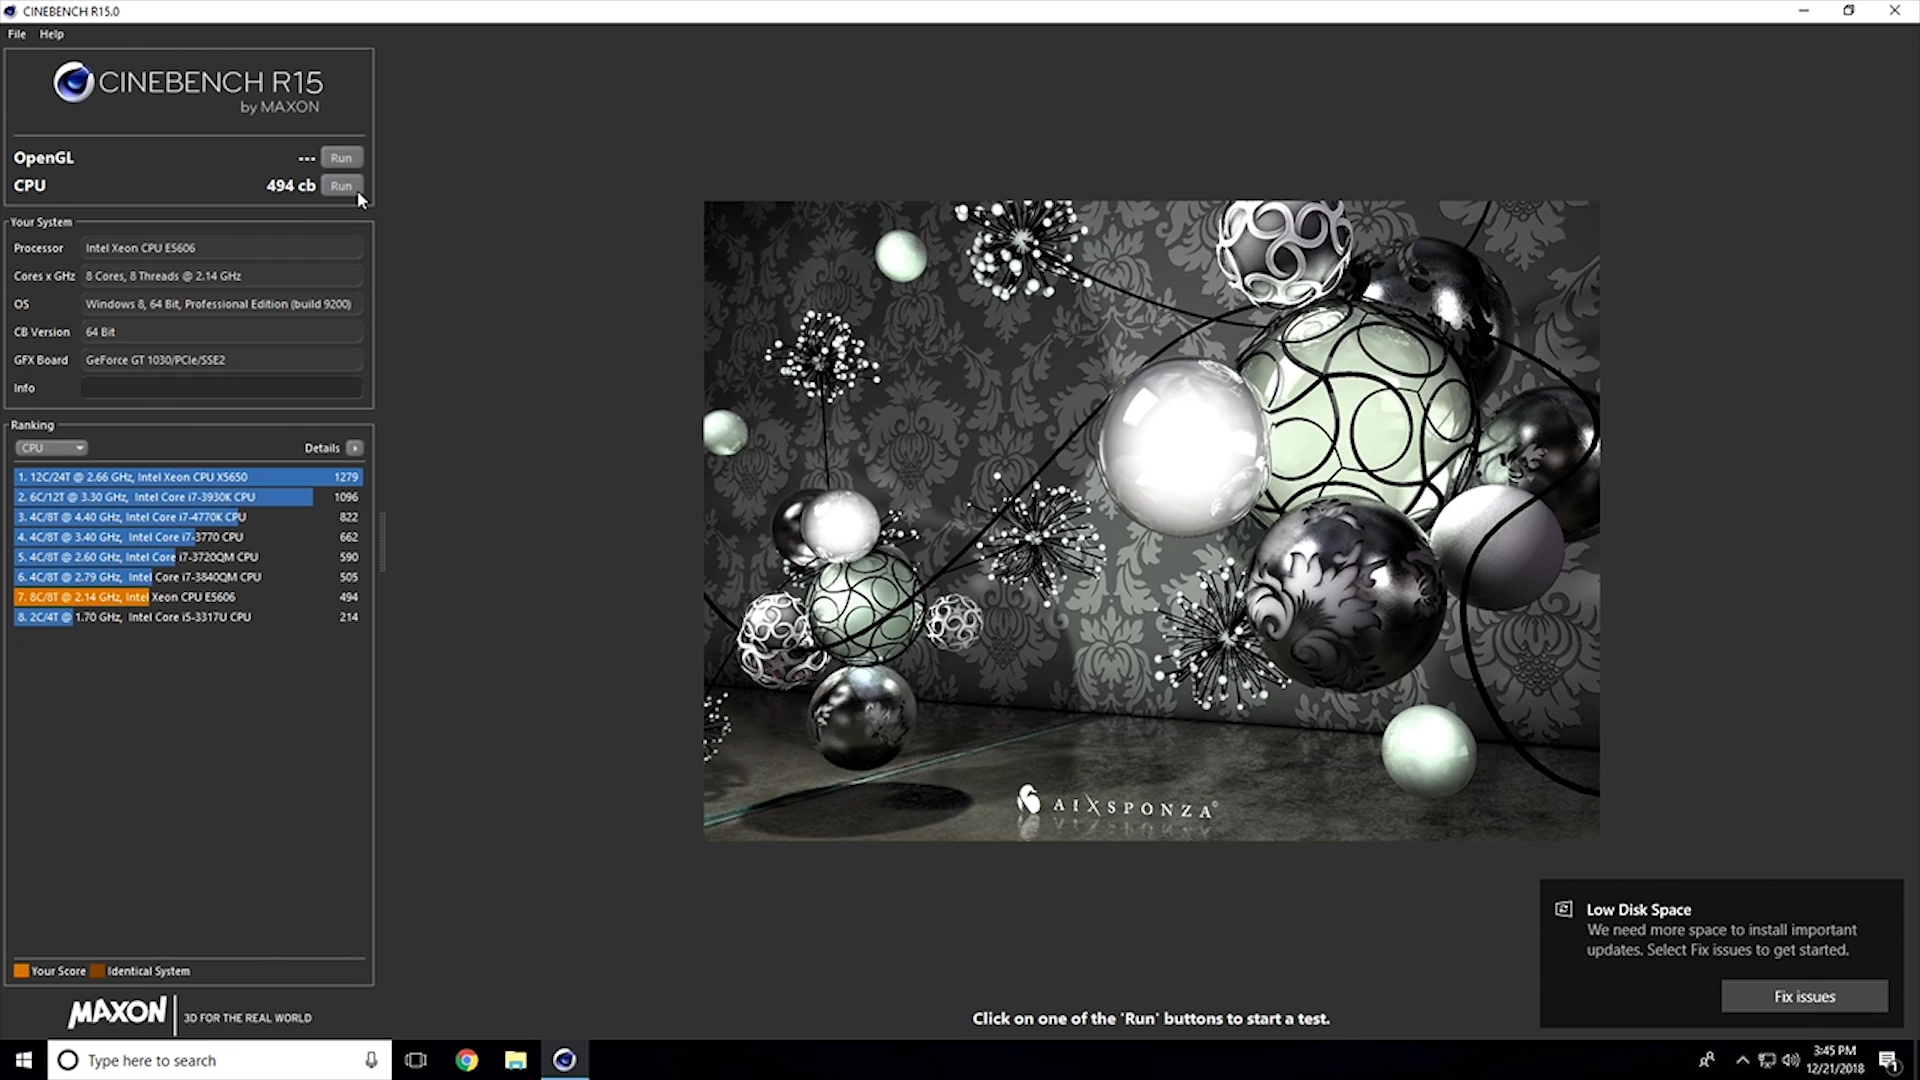 CINEBENCH R15.0
File Help
CINEBENCH R15
by MAXON
OpenGL --- Run
CPU 494 cb Run
Your System
Processor Intel Xeon CPU E5606
Cores x GHz 8 Cores, 8 Threads @ 2.14 GHz
OS Windows 8, 64 Bit, Professional Edition (build 9200)
CB Version 64 Bit
GFX Board GeForce GT 1030/PCIe/SSE2
Info
Ranking
CPU Details
1. 12C/24T @ 2.66 GHz, Intel Xeon CPU X5650 1279
2. 6C/12T @ 3.30 GHz, Intel Core i7-3930K CPU 1096
3. 4C/8T @ 4.40 GHz, Intel Core i7-4770K CPU 822
4. 4C/8T @ 3.40 GHz, Intel Core i7-3770 CPU 662
5. 4C/8T @ 2.60 GHz, Intel Core i7-3720QM CPU 590
6. 4C/8T @ 2.79 GHz, Intel Core i7-3840QM CPU 505
7. 8C/8T @ 2.14 GHz, Intel Xeon CPU E5606 494
8. 2C/4T @ 1.70 GHz, Intel Core i5-3317U CPU 214
Your Score Identical System
MAXON 3D FOR THE REAL WORLD
AIXSPONZA®
Click on one of the 'Run' buttons to start a test.
Low Disk Space
We need more space to install important
updates. Select Fix issues to get started.
Fix issues
Type here to search
3:45 PM
12/21/2018
1